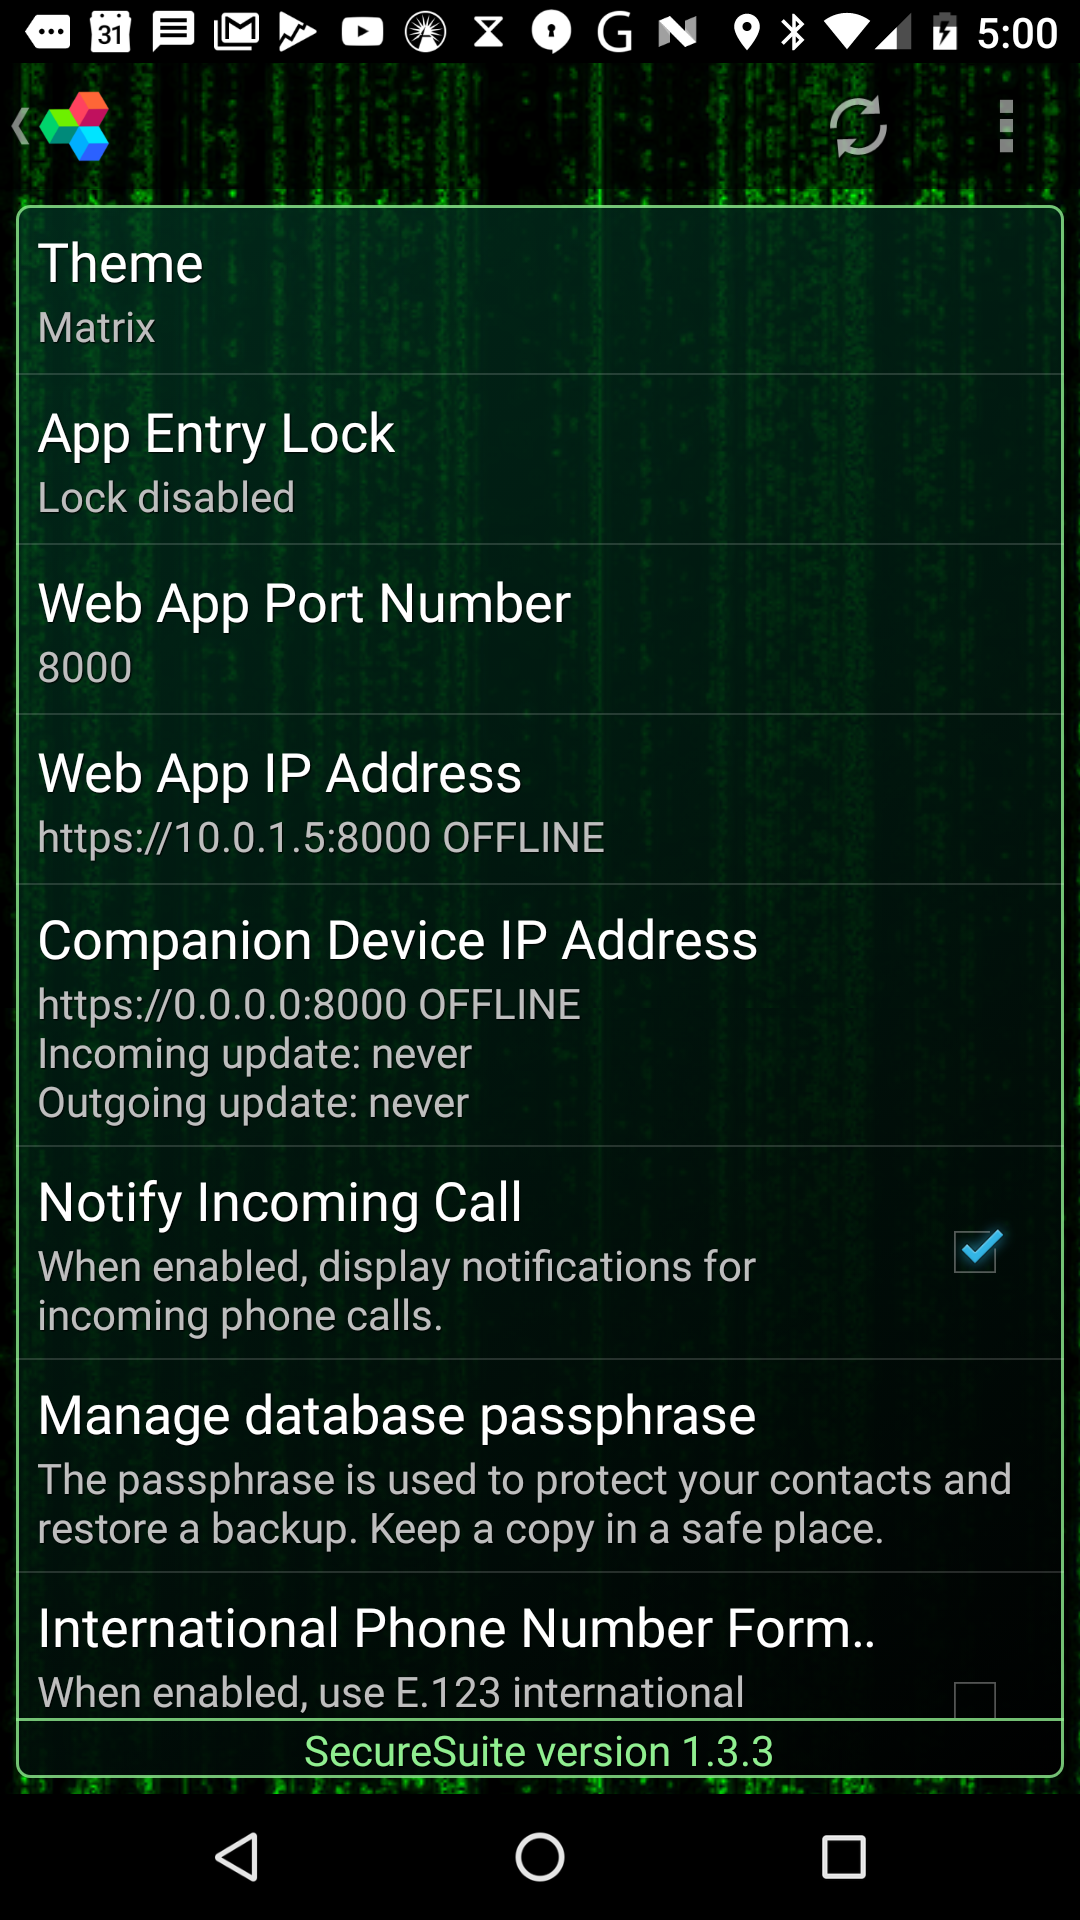 31 5:00
Theme
Matrix
App Entry Lock
Lock disabled
Web App Port Number
8000
Web App IP Address
https://10.0.1.5:8000 OFFLINE
Companion Device IP Address
https://0.0.0.0:8000 OFFLINE
Incoming update: never
Outgoing update: never
Notify Incoming Call
When enabled, display notifications for
incoming phone calls.
Manage database passphrase
The passphrase is used to protect your contacts and
restore a backup. Keep a copy in a safe place.
International Phone Number Form..
When enabled, use E.123 international
SecureSuite version 1.3.3